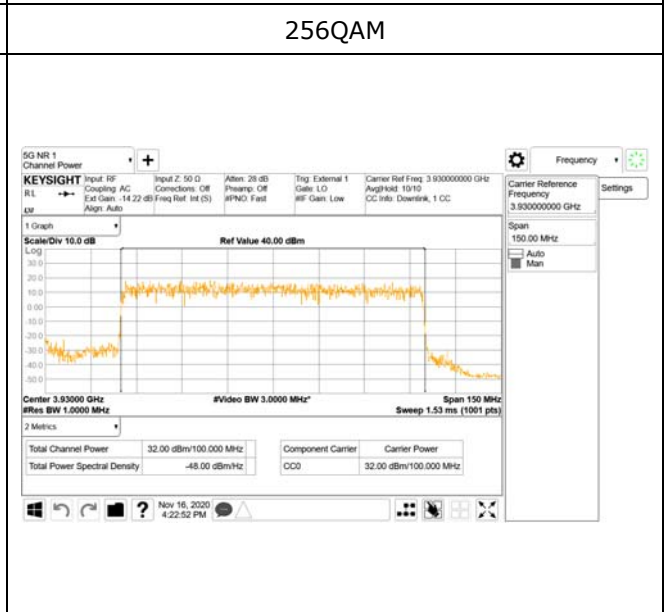 256QAM
5G NR 1
Channel Power
Frequency
KEYSIGHT
RL
Input: RF
Coupling: AC
Ext Gain: -14.22 dB
Align: Auto
Input Z: 50 Ω
Corrections: Off
Freq Ref: Int (S)
Atten: 28 dB
Preamp: Off
#PNO: Fast
Trig: External 1
Gate: LO
#IF Gain: Low
Carrier Ref Freq: 3.930000000 GHz
Avg|Hold: 10/10
CC Info: Downlink, 1 CC
Carrier Reference
Frequency
3.930000000 GHz
Settings
Span
150.00 MHz
Auto
Man
1 Graph
Scale/Div 10.0 dB
Ref Value 40.00 dBm
Log
30.0
20.0
10.0
0.00
-10.0
-20.0
-30.0
-40.0
-50.0
Center 3.93000 GHz
#Video BW 3.0000 MHz*
Span 150 MHz
#Res BW 1.0000 MHz
Sweep 1.53 ms (1001 pts)
2 Metrics
Total Channel Power 32.00 dBm/100.000 MHz
Total Power Spectral Density -48.00 dBm/Hz
Component Carrier Carrier Power
CC0 32.00 dBm/100.000 MHz
Nov 16, 2020
4:22:52 PM